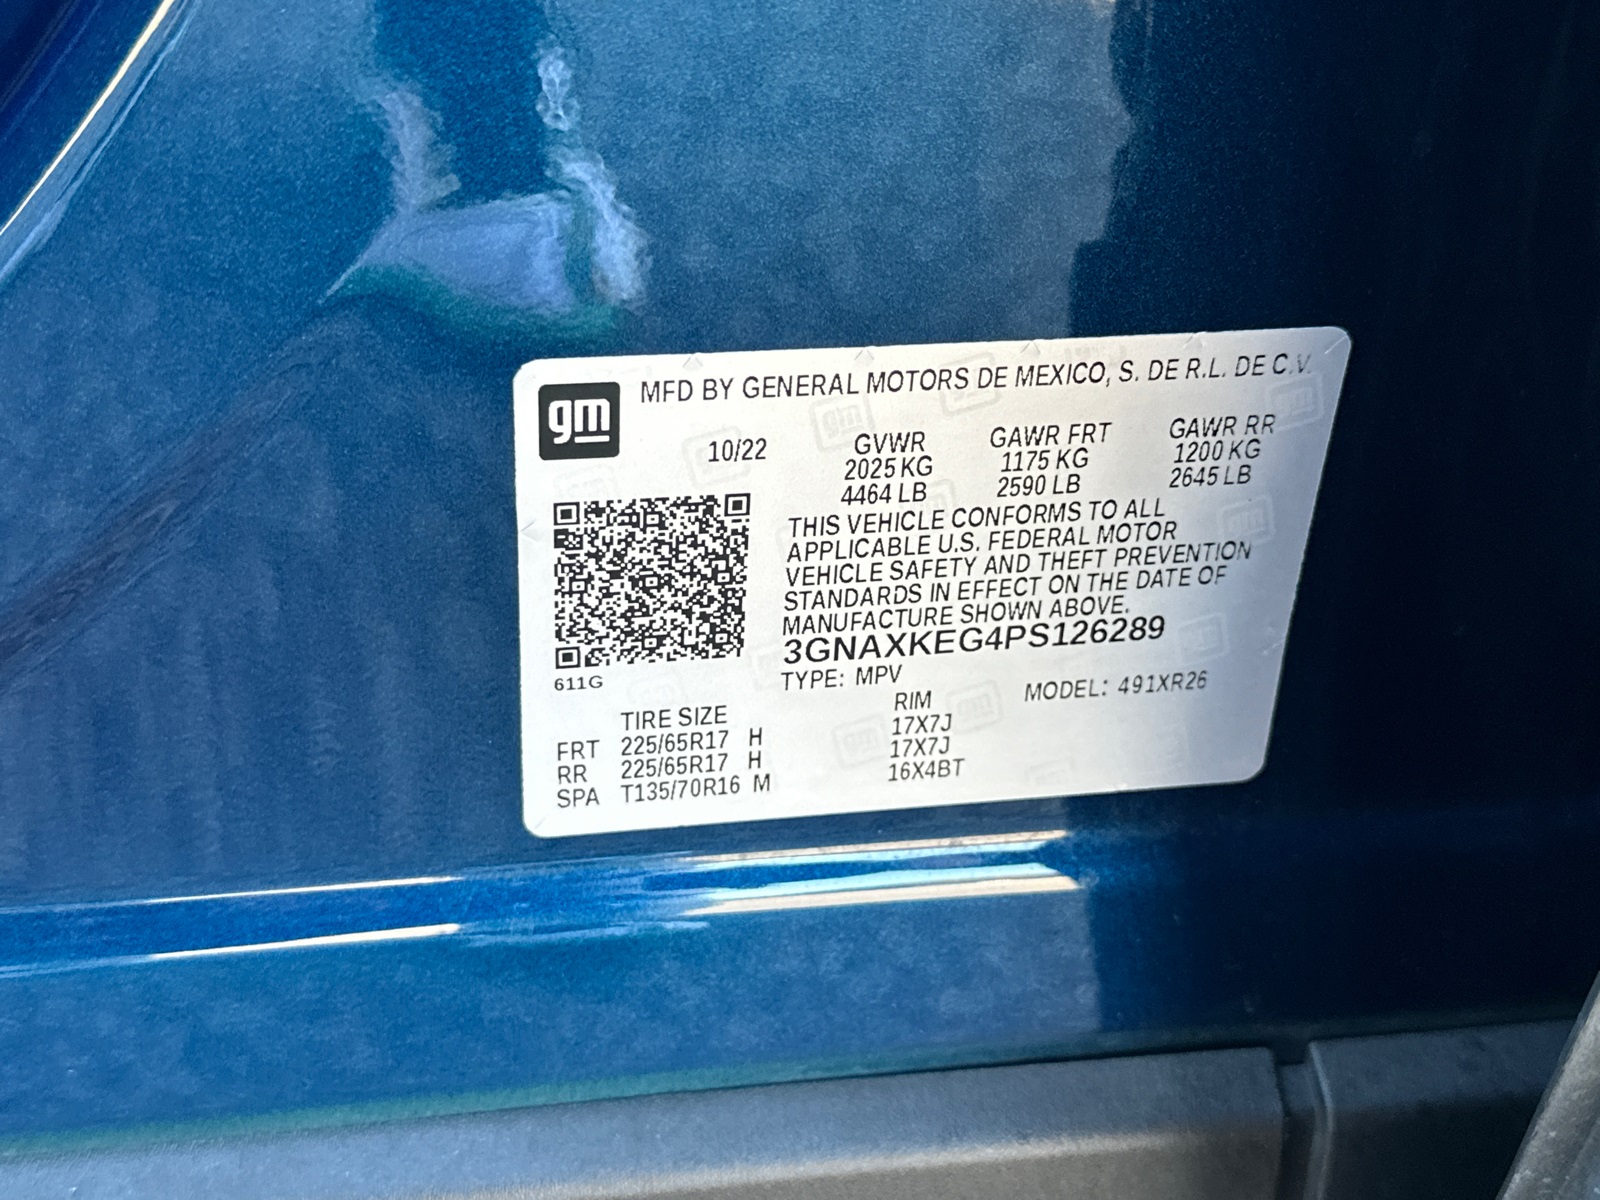 gm
MFD BY GENERAL MOTORS DE MEXICO, S. DE R.L. DE C.V.
10/22 GVWR GAWR FRT GAWR RR
2025 KG 1175 KG 1200 KG
4464 LB 2590 LB 2645 LB
THIS VEHICLE CONFORMS TO ALL
APPLICABLE U.S. FEDERAL MOTOR
VEHICLE SAFETY AND THEFT PREVENTION
STANDARDS IN EFFECT ON THE DATE OF
MANUFACTURE SHOWN ABOVE.
3GNAXKEG4PS126289
611G
TYPE: MPV MODEL: 491XR26
TIRE SIZE RIM
FRT 225/65R17 H 17X7J
RR 225/65R17 H 17X7J
SPA T135/70R16 M 16X4BT